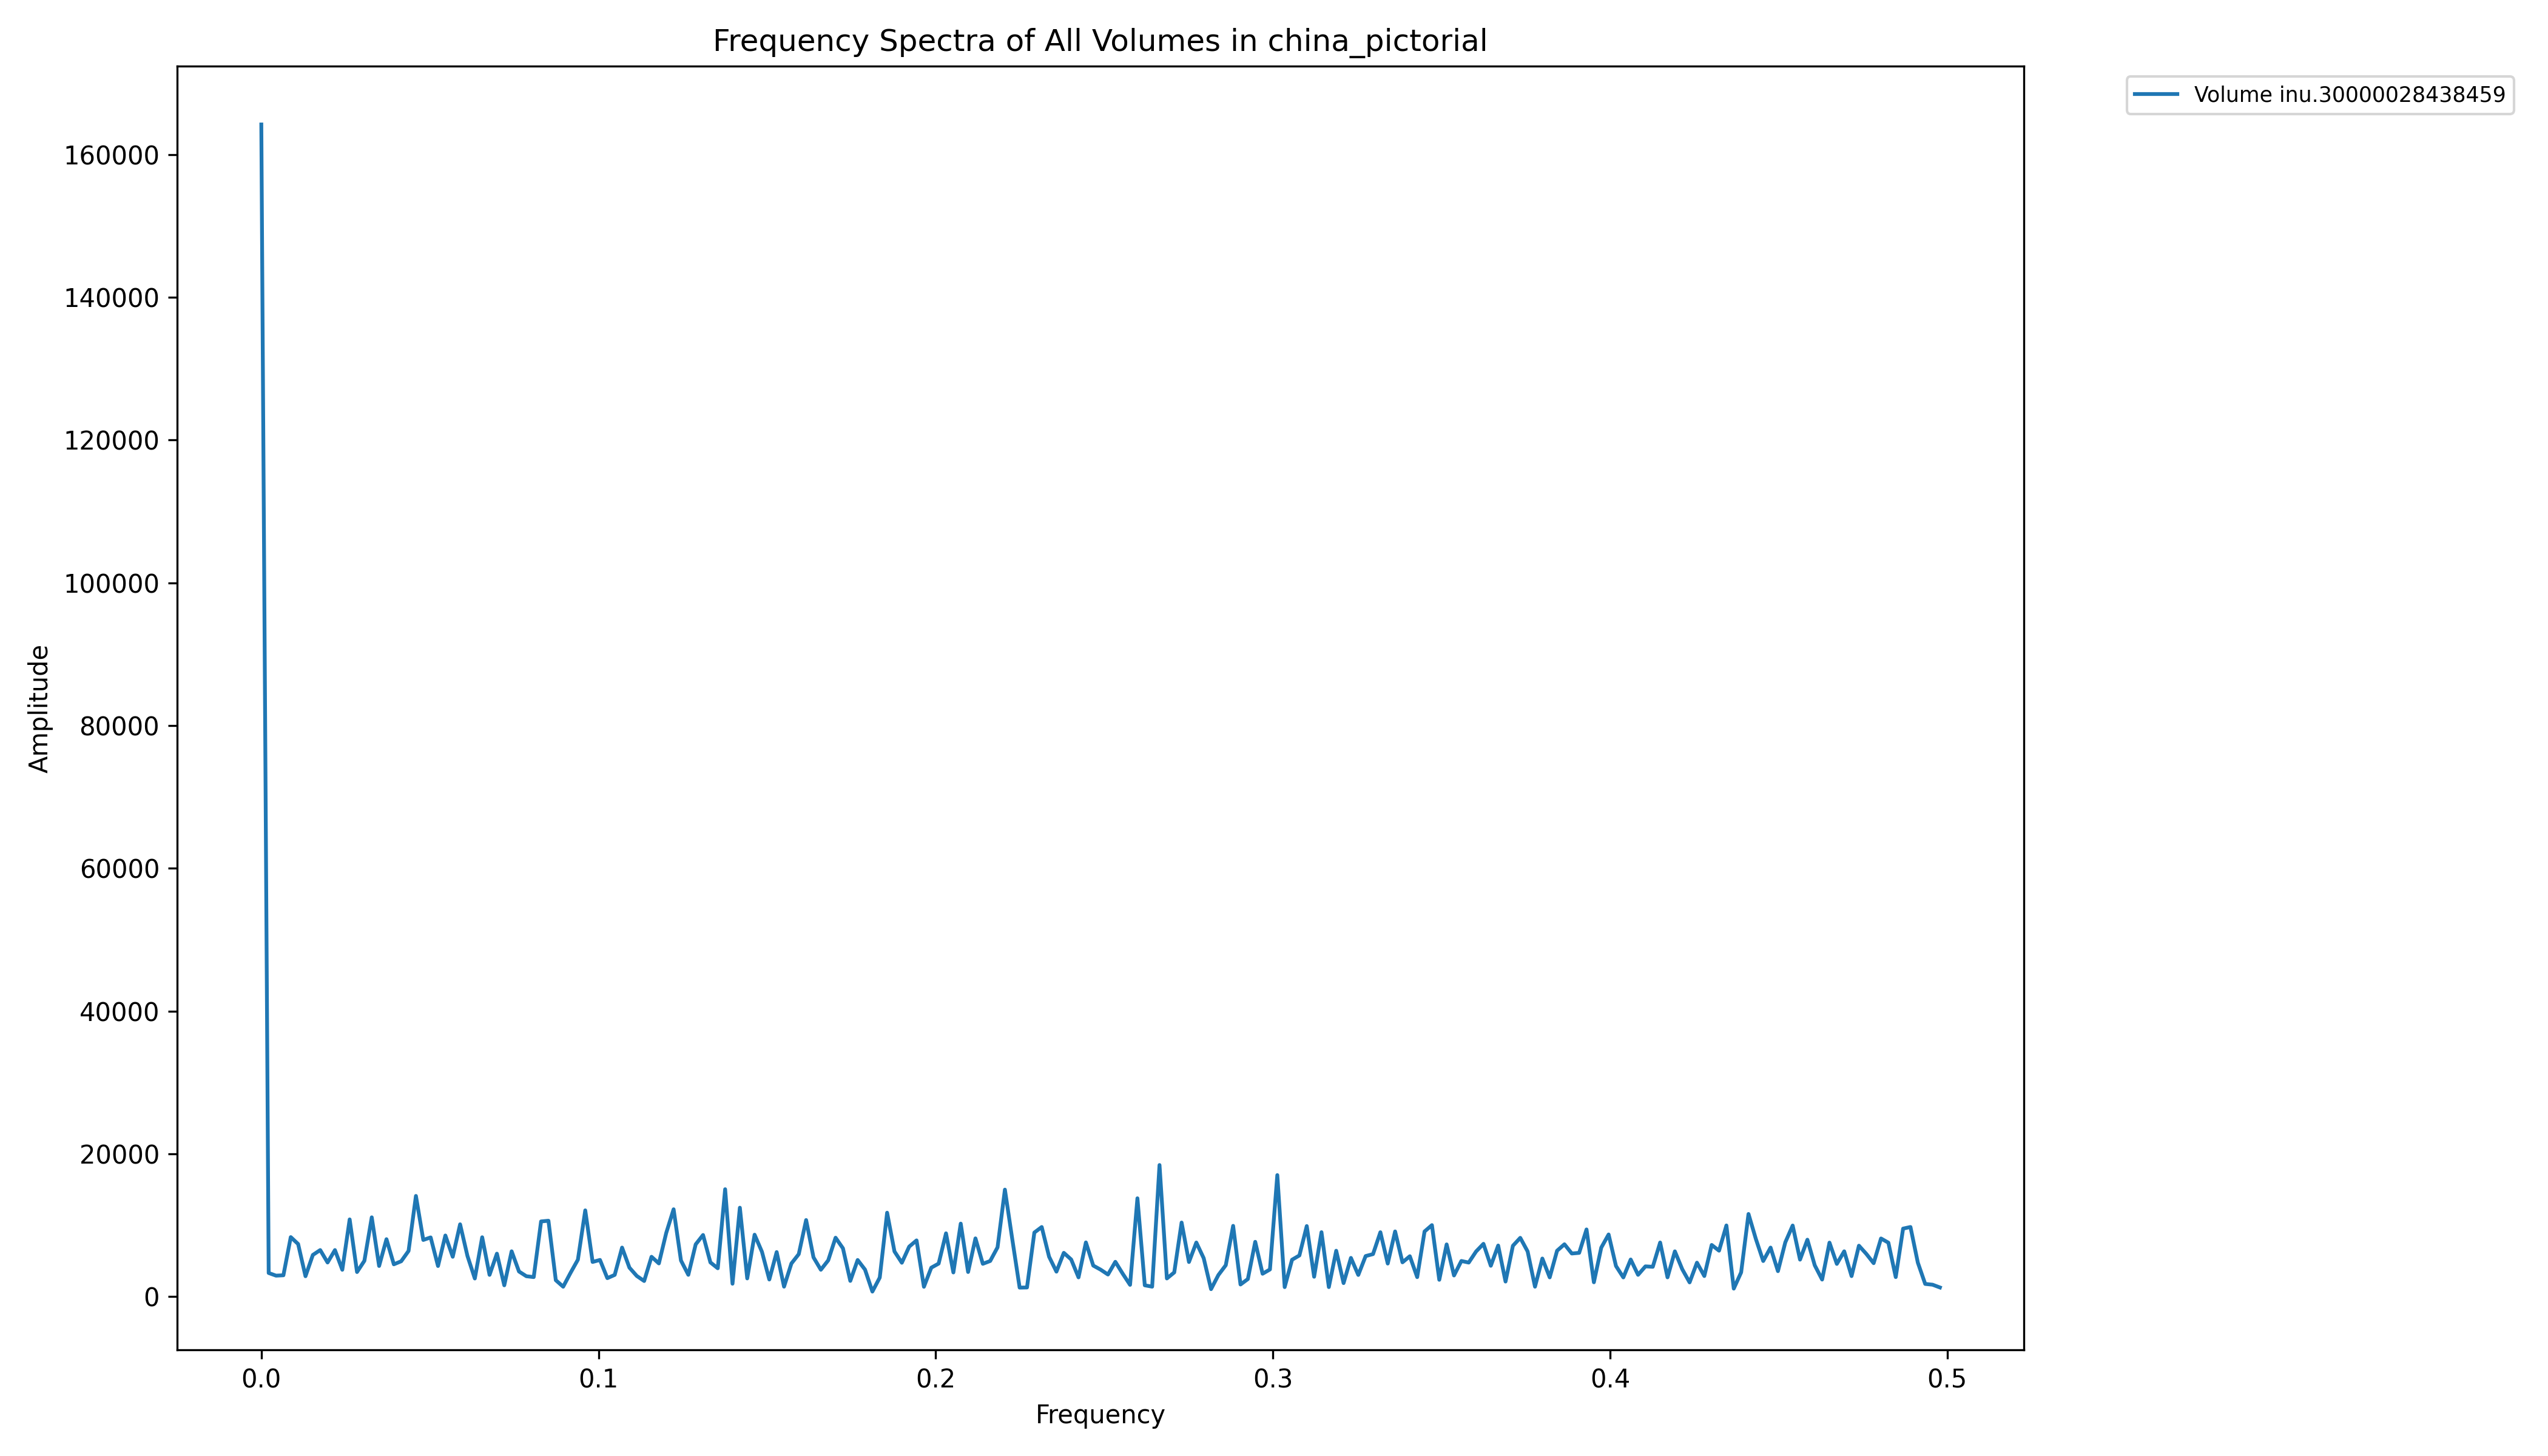 Frequency Spectra of All Volumes in china_pictorial
Volume inu.30000028438459
160000
140000
120000
100000
80000
60000
40000
20000
0
Amplitude
0.0 0.1 0.2 0.3 0.4 0.5
Frequency